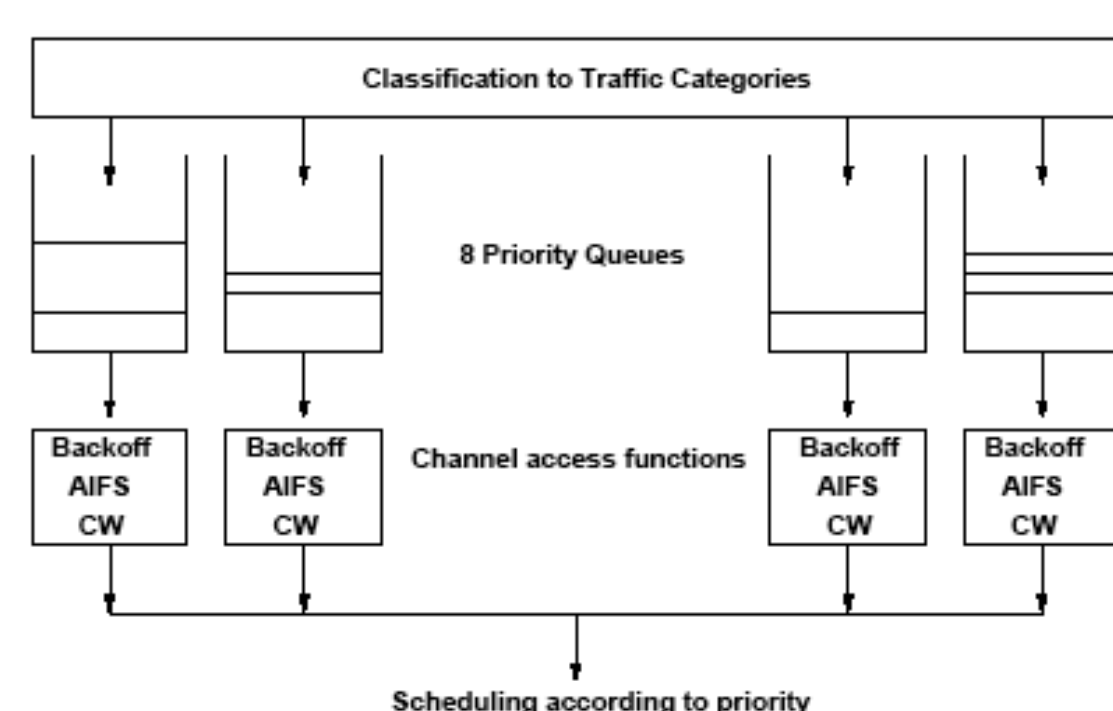 Classification to Traffic Categories
8 Priority Queues
Backoff
AIFS
CW
Backoff
AIFS
CW
Channel access functions
Backoff
AIFS
CW
Backoff
AIFS
CW
Scheduling according to priority